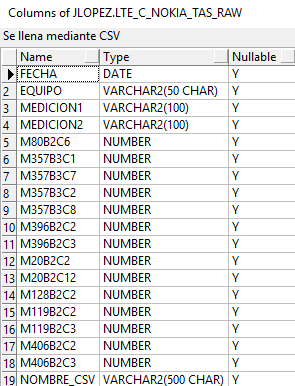 Columns of JLOPEZ.LTE_C_NOKIA_TAS_RAW
Se llena mediante CSV
Name Type Nullable
FECHA DATE Y
2 EQUIPO VARCHAR2(50 CHAR) Y
3 MEDICION1 VARCHAR2(100) Y
4 MEDICION2 VARCHAR2(100) Y
5 M80B2C6 NUMBER Y
6 M357B3C1 NUMBER Y
7 M357B3C7 NUMBER Y
8 M357B3C2 NUMBER Y
9 M357B3C8 NUMBER Y
10 M396B2C2 NUMBER Y
11 M396B2C3 NUMBER Y
12 M20B2C2 NUMBER Y
13 M20B2C12 NUMBER Y
14 M128B2C2 NUMBER Y
15 M119B2C2 NUMBER Y
16 M119B2C3 NUMBER Y
17 M406B2C2 NUMBER Y
18 M406B2C3 NUMBER Y
19 NOMBRE_CSV VARCHAR2(500 CHAR) Y